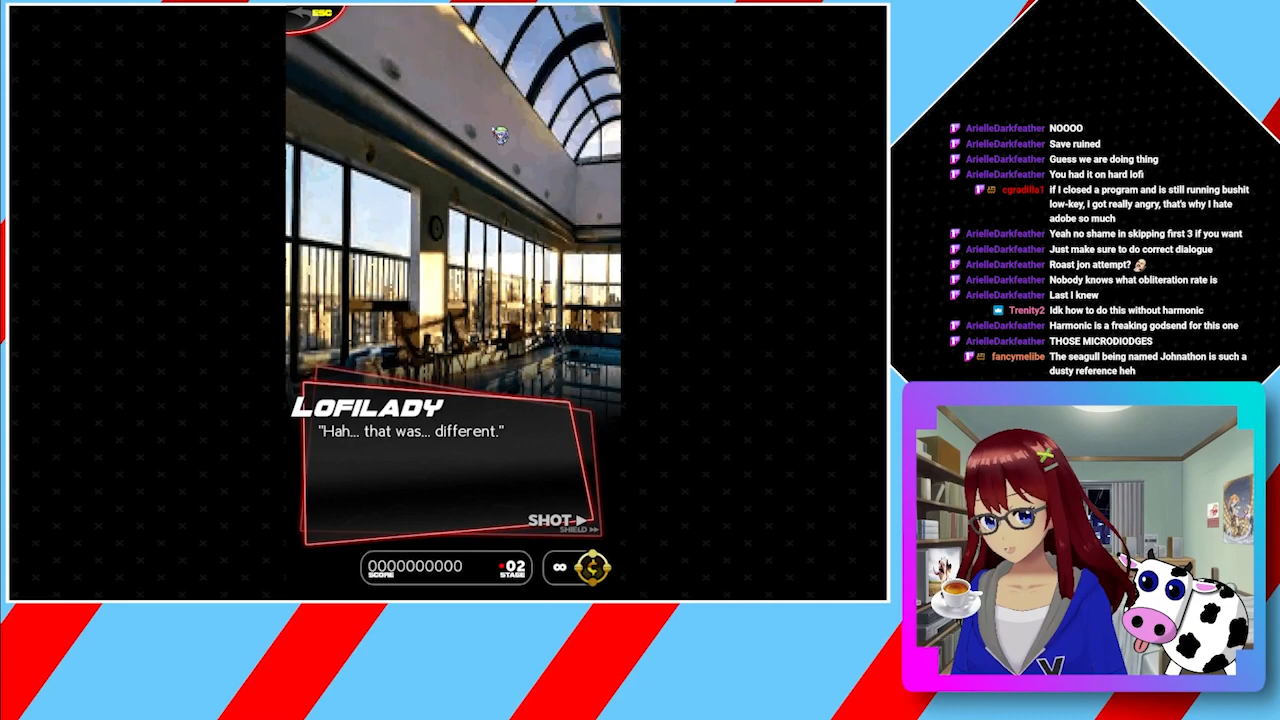 ESC
LOFILADY
"Hah... that was... different."
SHOT
SHIELD
0000000000
SCORE
02
STAGE
∞
ArielleDarkfeather NOOOO
ArielleDarkfeather Save ruined
ArielleDarkfeather Guess we are doing thing
ArielleDarkfeather You had it on hard lofi
cgradilla1 if I closed a program and is still running bushit
low-key, I got really angry, that's why I hate
adobe so much
ArielleDarkfeather Yeah no shame in skipping first 3 if you want
ArielleDarkfeather Just make sure to do correct dialogue
ArielleDarkfeather Roast jon attempt?
ArielleDarkfeather Nobody knows what obliteration rate is
ArielleDarkfeather Last I knew
Trenity2 Idk how to do this without harmonic
ArielleDarkfeather Harmonic is a freaking godsend for this one
ArielleDarkfeather THOSE MICRODIODGES
fancymelibe The seagull being named Johnathon is such a
dusty reference heh
V